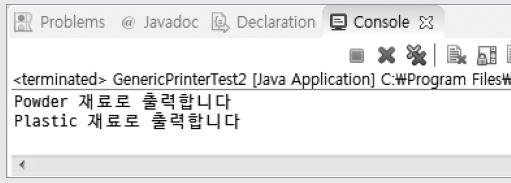 Problems @ Javadoc Declaration Console
<terminated> GenericPrinterTest2 [Java Application] C:₩Program Files₩
Powder 재료로 출력합니다
Plastic 재료로 출력합니다